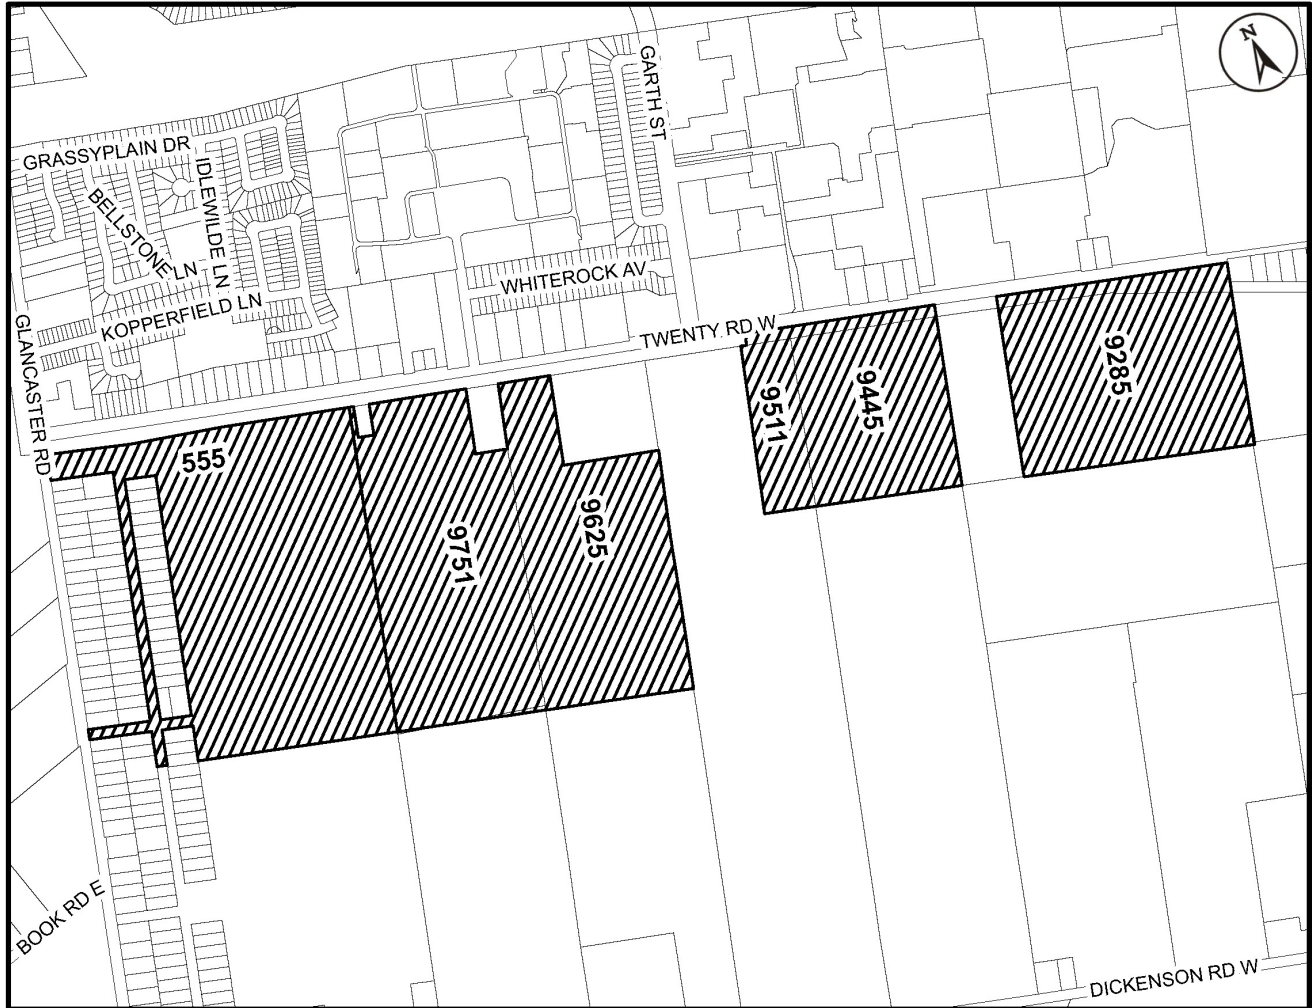 N
GARTH ST
GRASSYPLAIN DR
IDLEWILDE LN
BELLSTONE LN
WHITEROCK AV
KOPPERFIELD LN
GLANCASTER RD
TWENTY RD W
9285
9445
9511
555
9625
9751
BOOK RD E
DICKENSON RD W